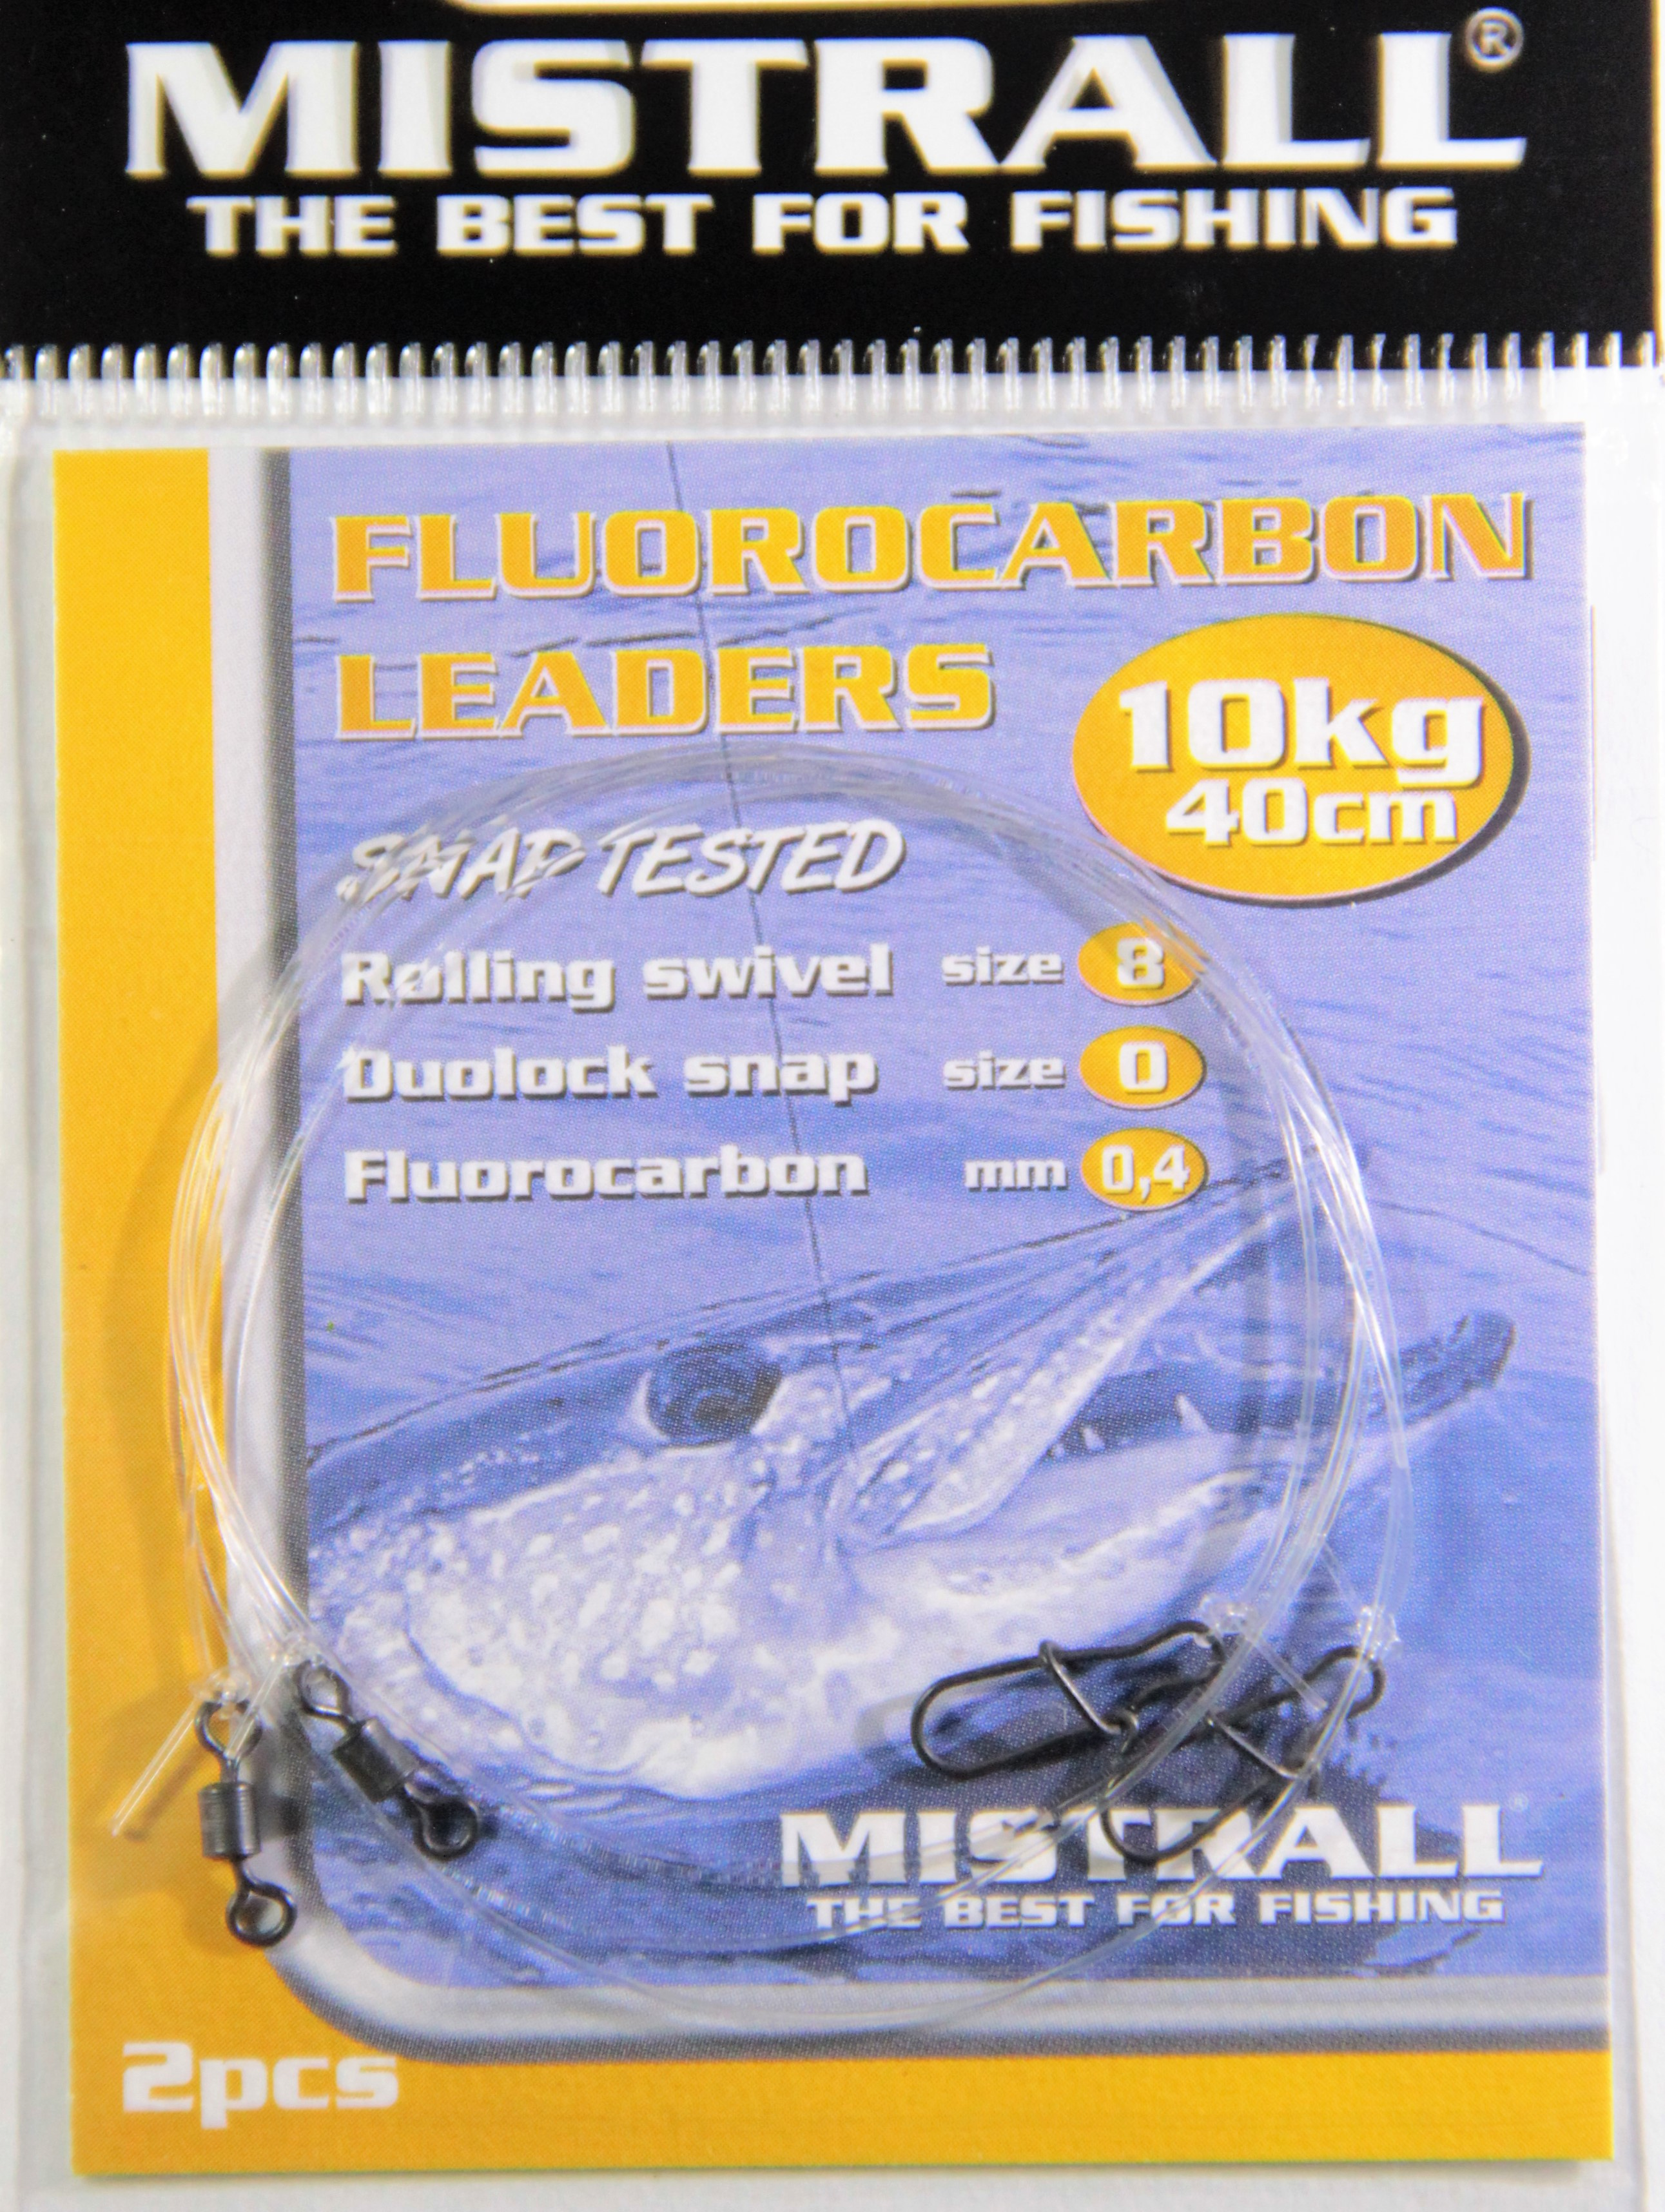 MISTRALL®
THE BEST FOR FISHING
FLUOROCARBON
LEADERS
10kg
40cm
SNAP TESTED
Rolling swivel size 8
Duolock snap size 0
Fluorocarbon mm 0,4
MISTRALL®
THE BEST FOR FISHING
2pcs